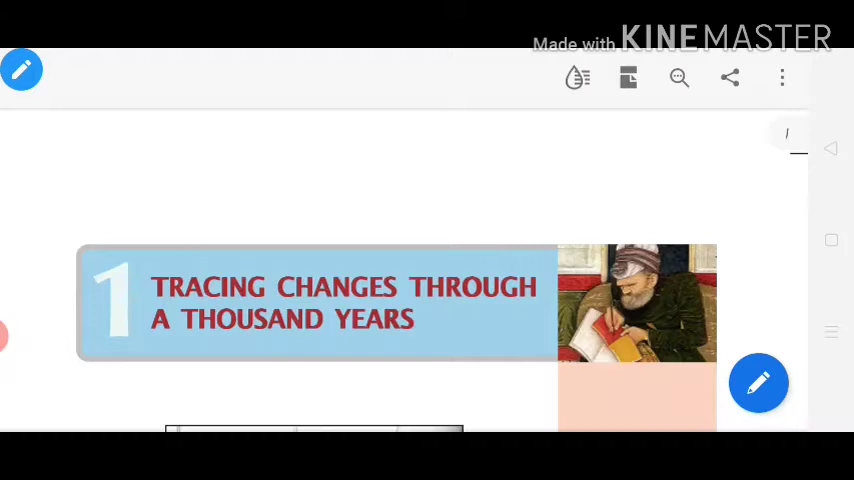 Made with KINEMASTER
1
TRACING CHANGES THROUGH
A THOUSAND YEARS